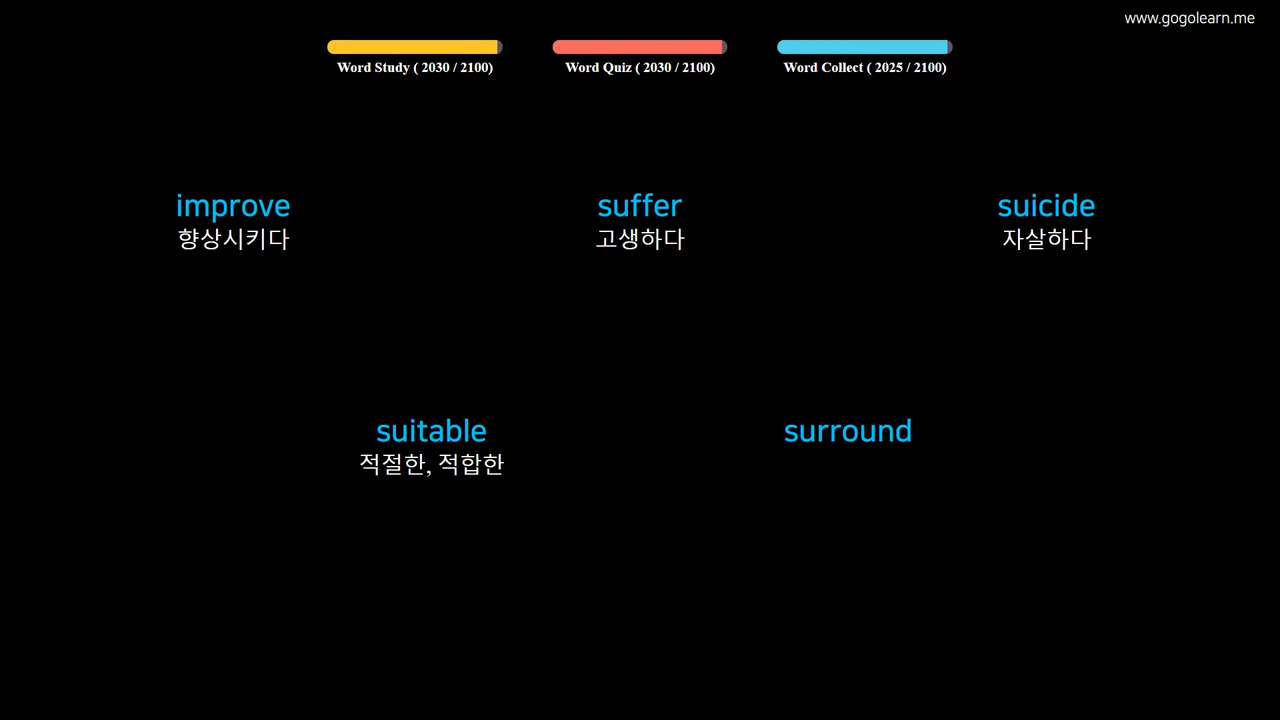 www.gogolearn.me
Word Study ( 2030 / 2100)
Word Quiz ( 2030 / 2100)
Word Collect ( 2025 / 2100)
improve
향상시키다
suffer
고생하다
suicide
자살하다
suitable
적절한, 적합한
surround